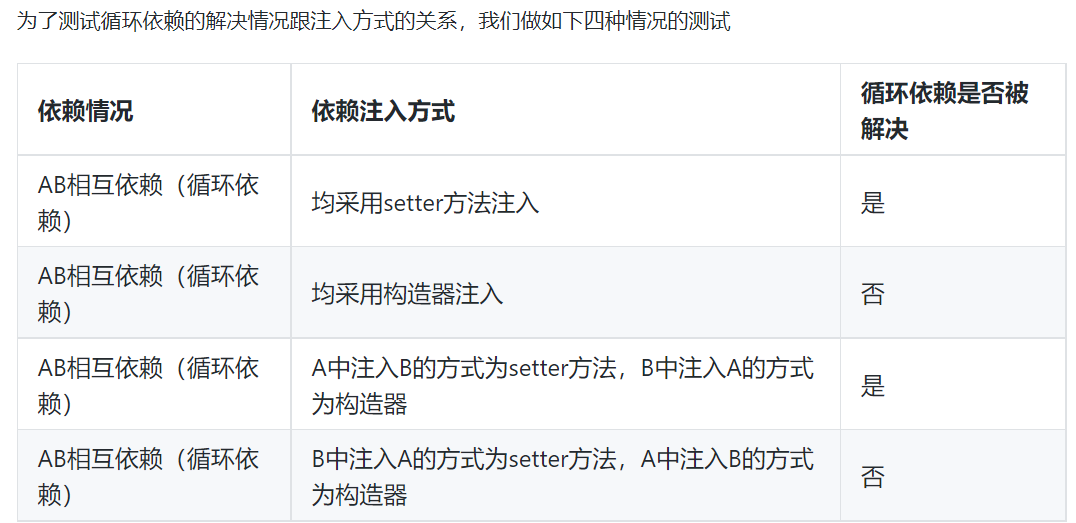 为了测试循环依赖的解决情况跟注入方式的关系，我们做如下四种情况的测试
依赖情况
依赖注入方式
循环依赖是否被
解决
AB相互依赖（循环依
赖）
均采用setter方法注入
是
AB相互依赖（循环依
赖）
均采用构造器注入
否
AB相互依赖（循环依
赖）
A中注入B的方式为setter方法，B中注入A的方式
为构造器
是
AB相互依赖（循环依
赖）
B中注入A的方式为setter方法，A中注入B的方式
为构造器
否